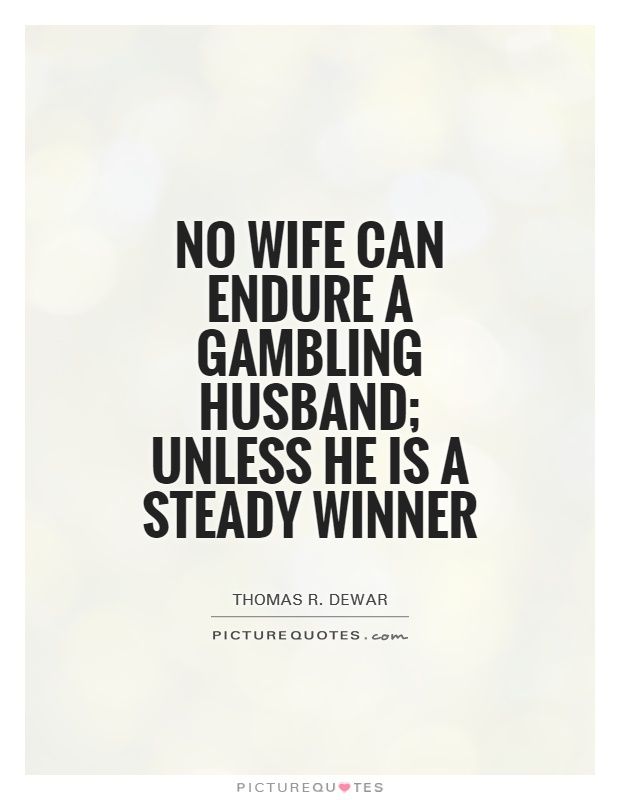 NO WIFE CAN
ENDURE A
GAMBLING
HUSBAND;
UNLESS HE IS A
STEADY WINNER
THOMAS R. DEWAR
PICTUREQUOTES.com
PICTUREQUOTES